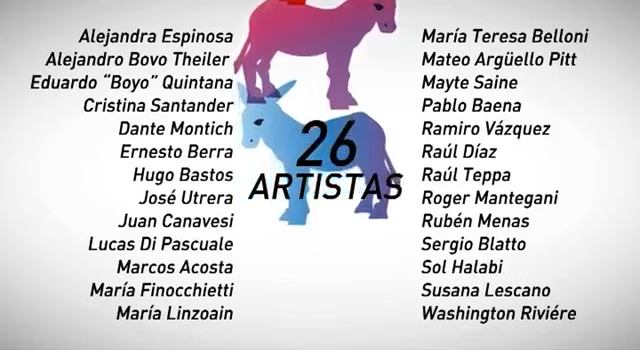 Alejandra Espinosa
Alejandro Bovo Theiler
Eduardo “Boyo” Quintana
Cristina Santander
Dante Montich
Ernesto Berra
Hugo Bastos
José Utrera
Juan Canavesi
Lucas Di Pascuale
Marcos Acosta
María Finocchietti
María Linzoain
26
ARTISTAS
María Teresa Belloni
Mateo Argüello Pitt
Mayte Saine
Pablo Baena
Ramiro Vázquez
Raúl Díaz
Raúl Teppa
Roger Mantegani
Rubén Menas
Sergio Blatto
Sol Halabi
Susana Lescano
Washington Riviére